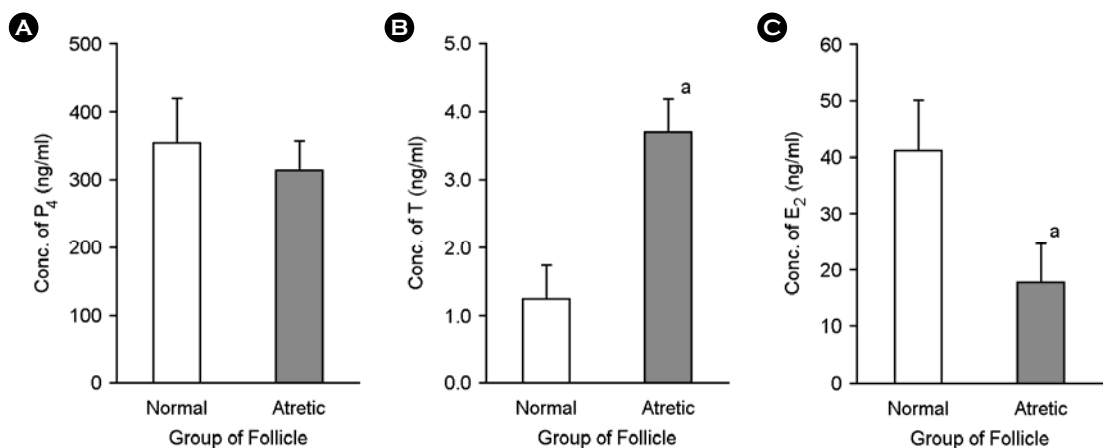 A
Conc. of P4 (ng/ml)
500
400
300
200
100
0
Normal Atretic
Group of Follicle
B
Conc. of T (ng/ml)
5.0
4.0
3.0
2.0
1.0
0.0
a
Normal Atretic
Group of Follicle
C
Conc. of E2 (ng/ml)
60
50
40
30
20
10
0
a
Normal Atretic
Group of Follicle